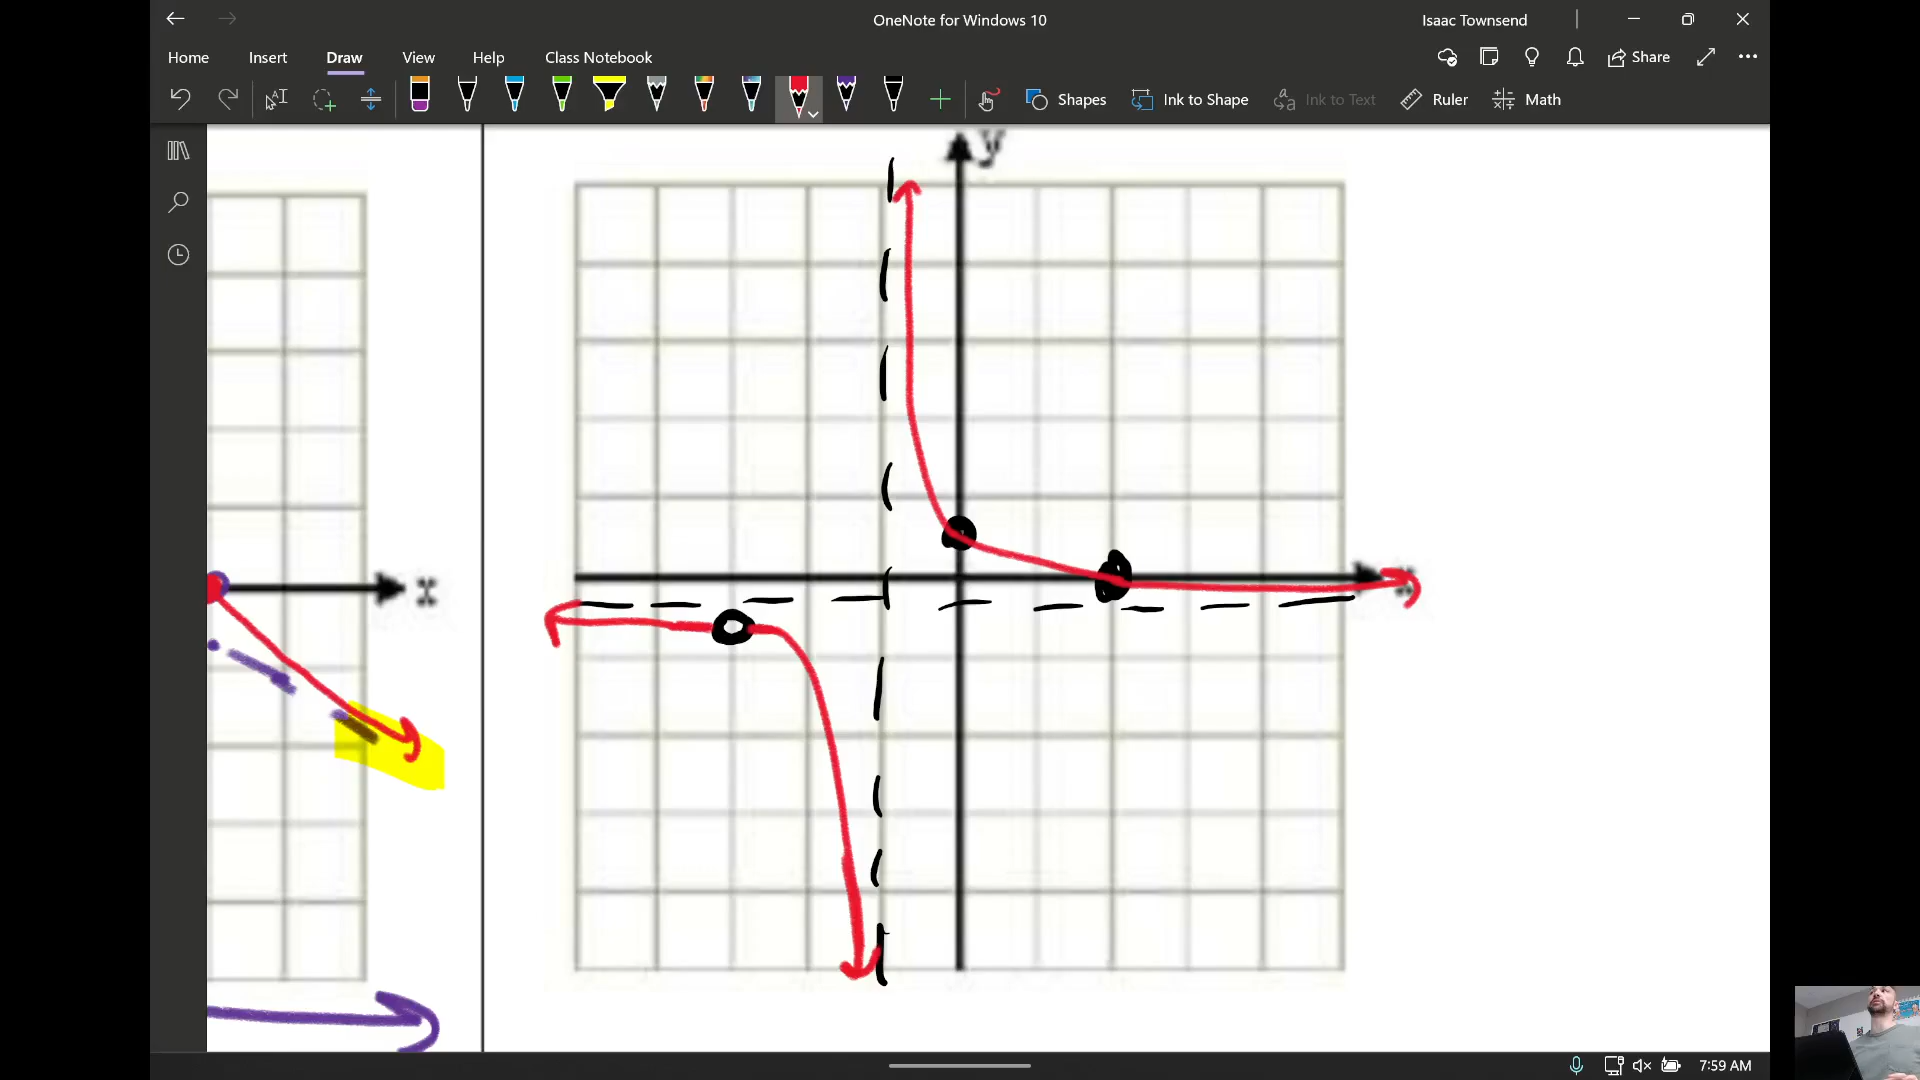 OneNote for Windows 10
Isaac Townsend
Home Insert Draw View Help Class Notebook
Share
Shapes Ink to Shape Ink to Text Ruler Math
y
x
7:59 AM